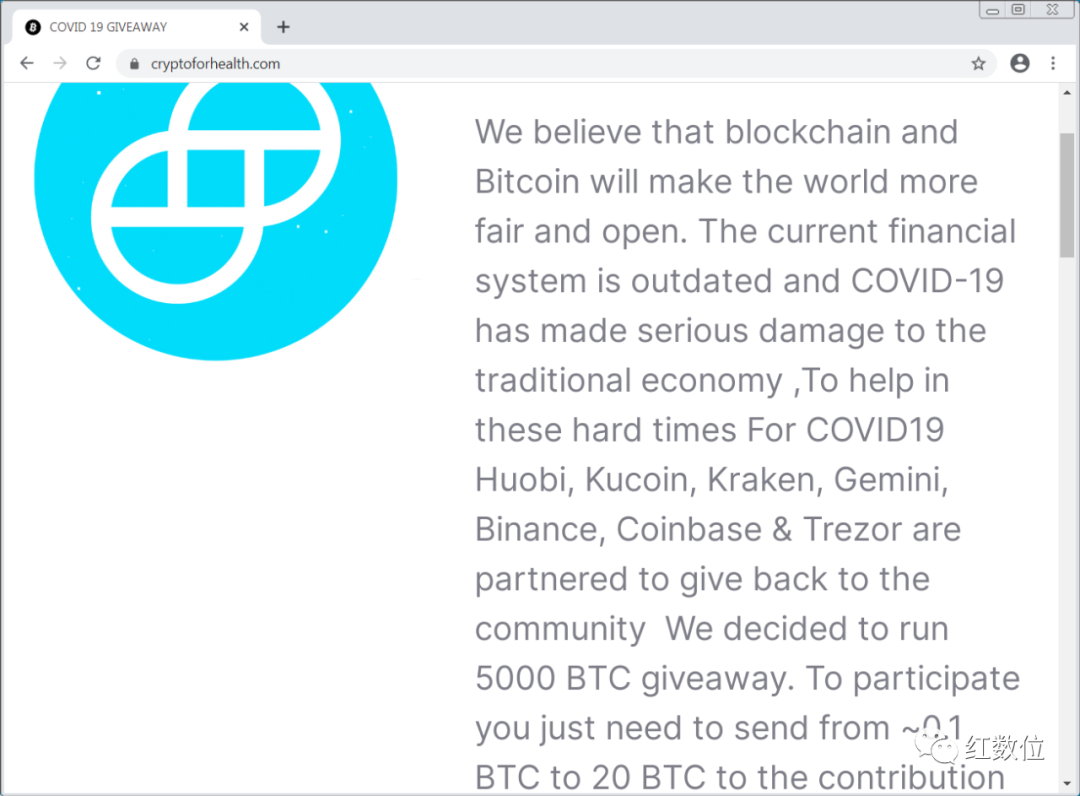 COVID 19 GIVEAWAY
cryptoforhealth.com
We believe that blockchain and
Bitcoin will make the world more
fair and open. The current financial
system is outdated and COVID-19
has made serious damage to the
traditional economy ,To help in
these hard times For COVID19
Huobi, Kucoin, Kraken, Gemini,
Binance, Coinbase & Trezor are
partnered to give back to the
community  We decided to run
5000 BTC giveaway. To participate
you just need to send from ~0.1
红数位
BTC to 20 BTC to the contribution